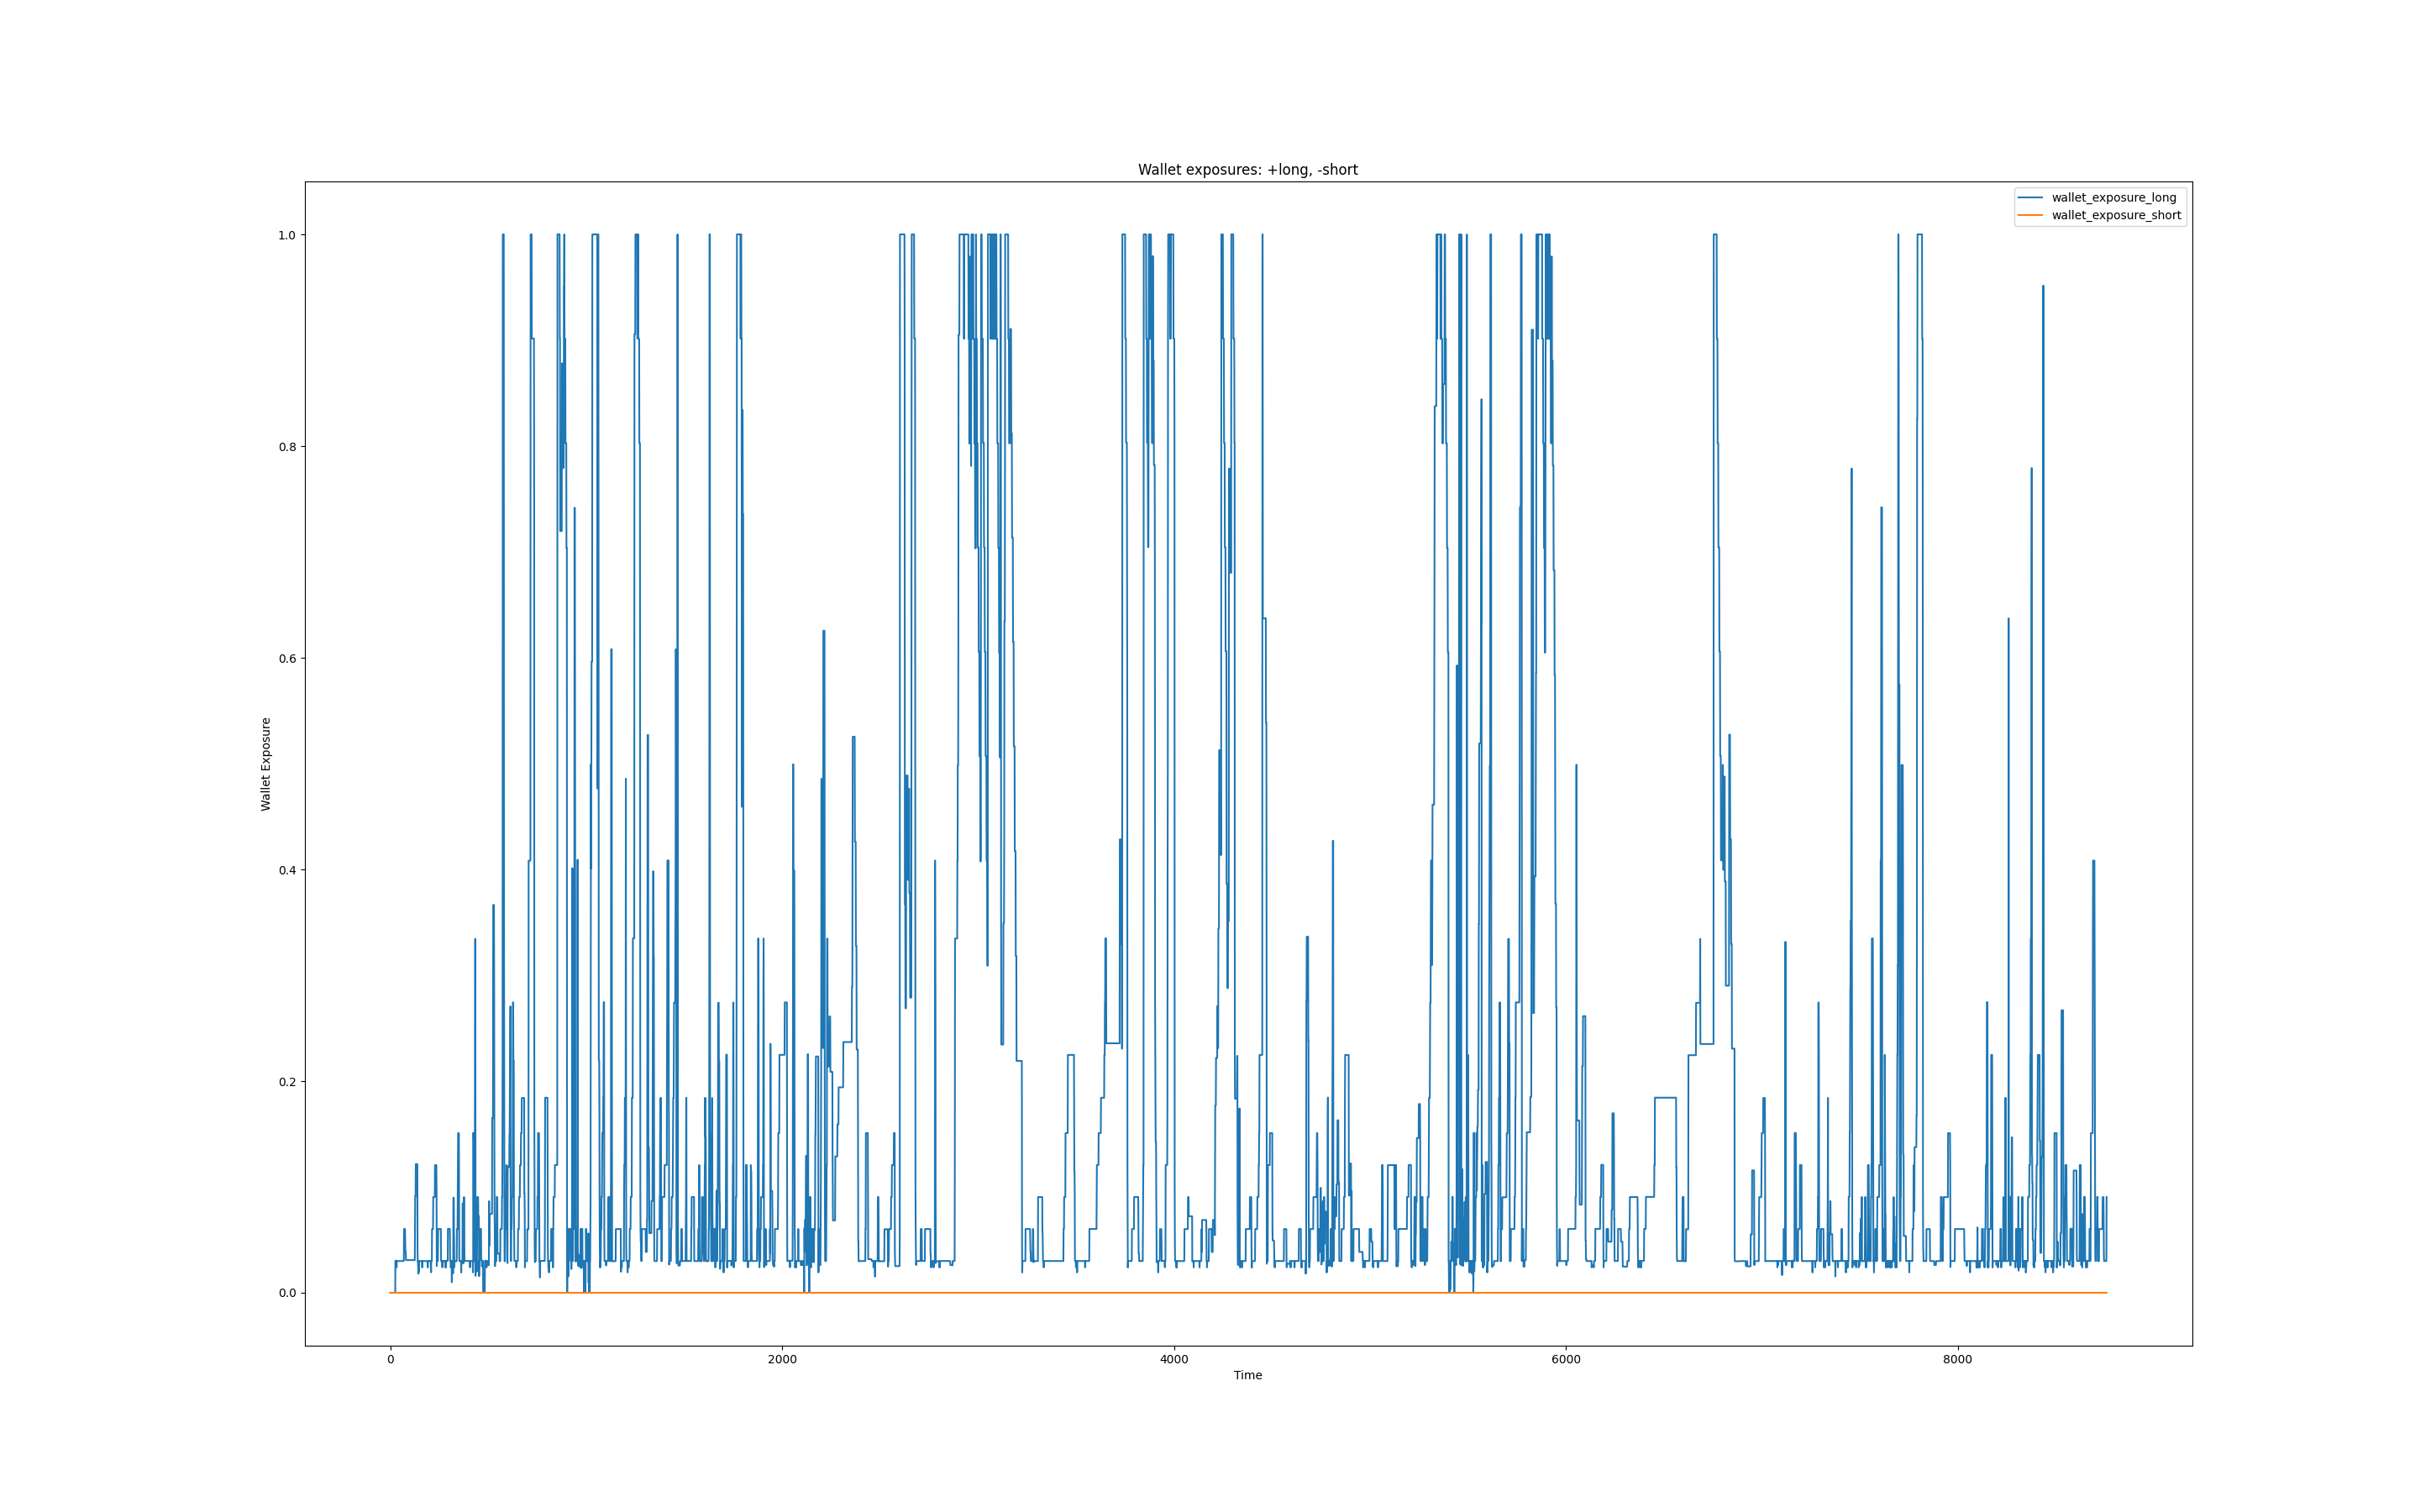 Wallet exposures: +long, -short
wallet_exposure_long
wallet_exposure_short
1.0
0.8
0.6
0.4
0.2
0.0
Wallet Exposure
0 2000 4000 6000 8000
Time